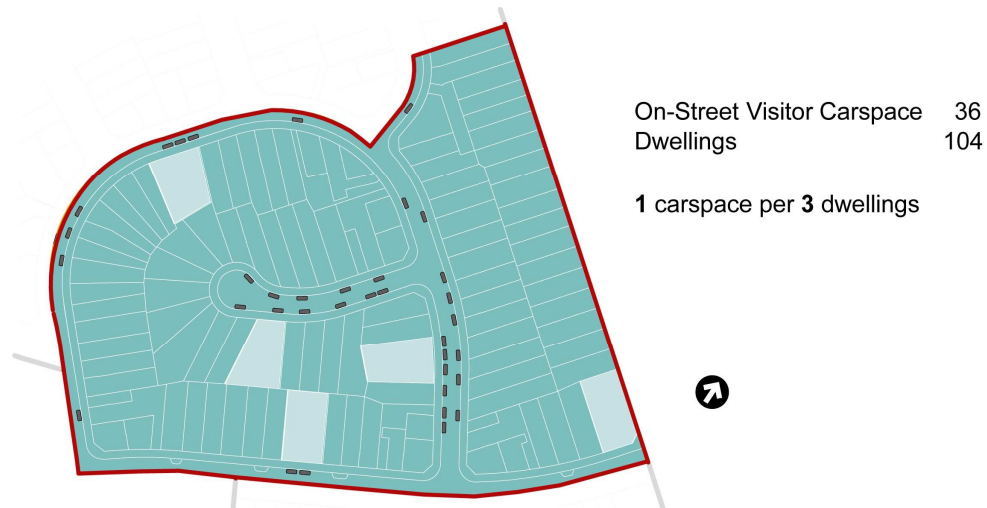 On-Street Visitor Carspace 36
Dwellings 104
1 carspace per 3 dwellings